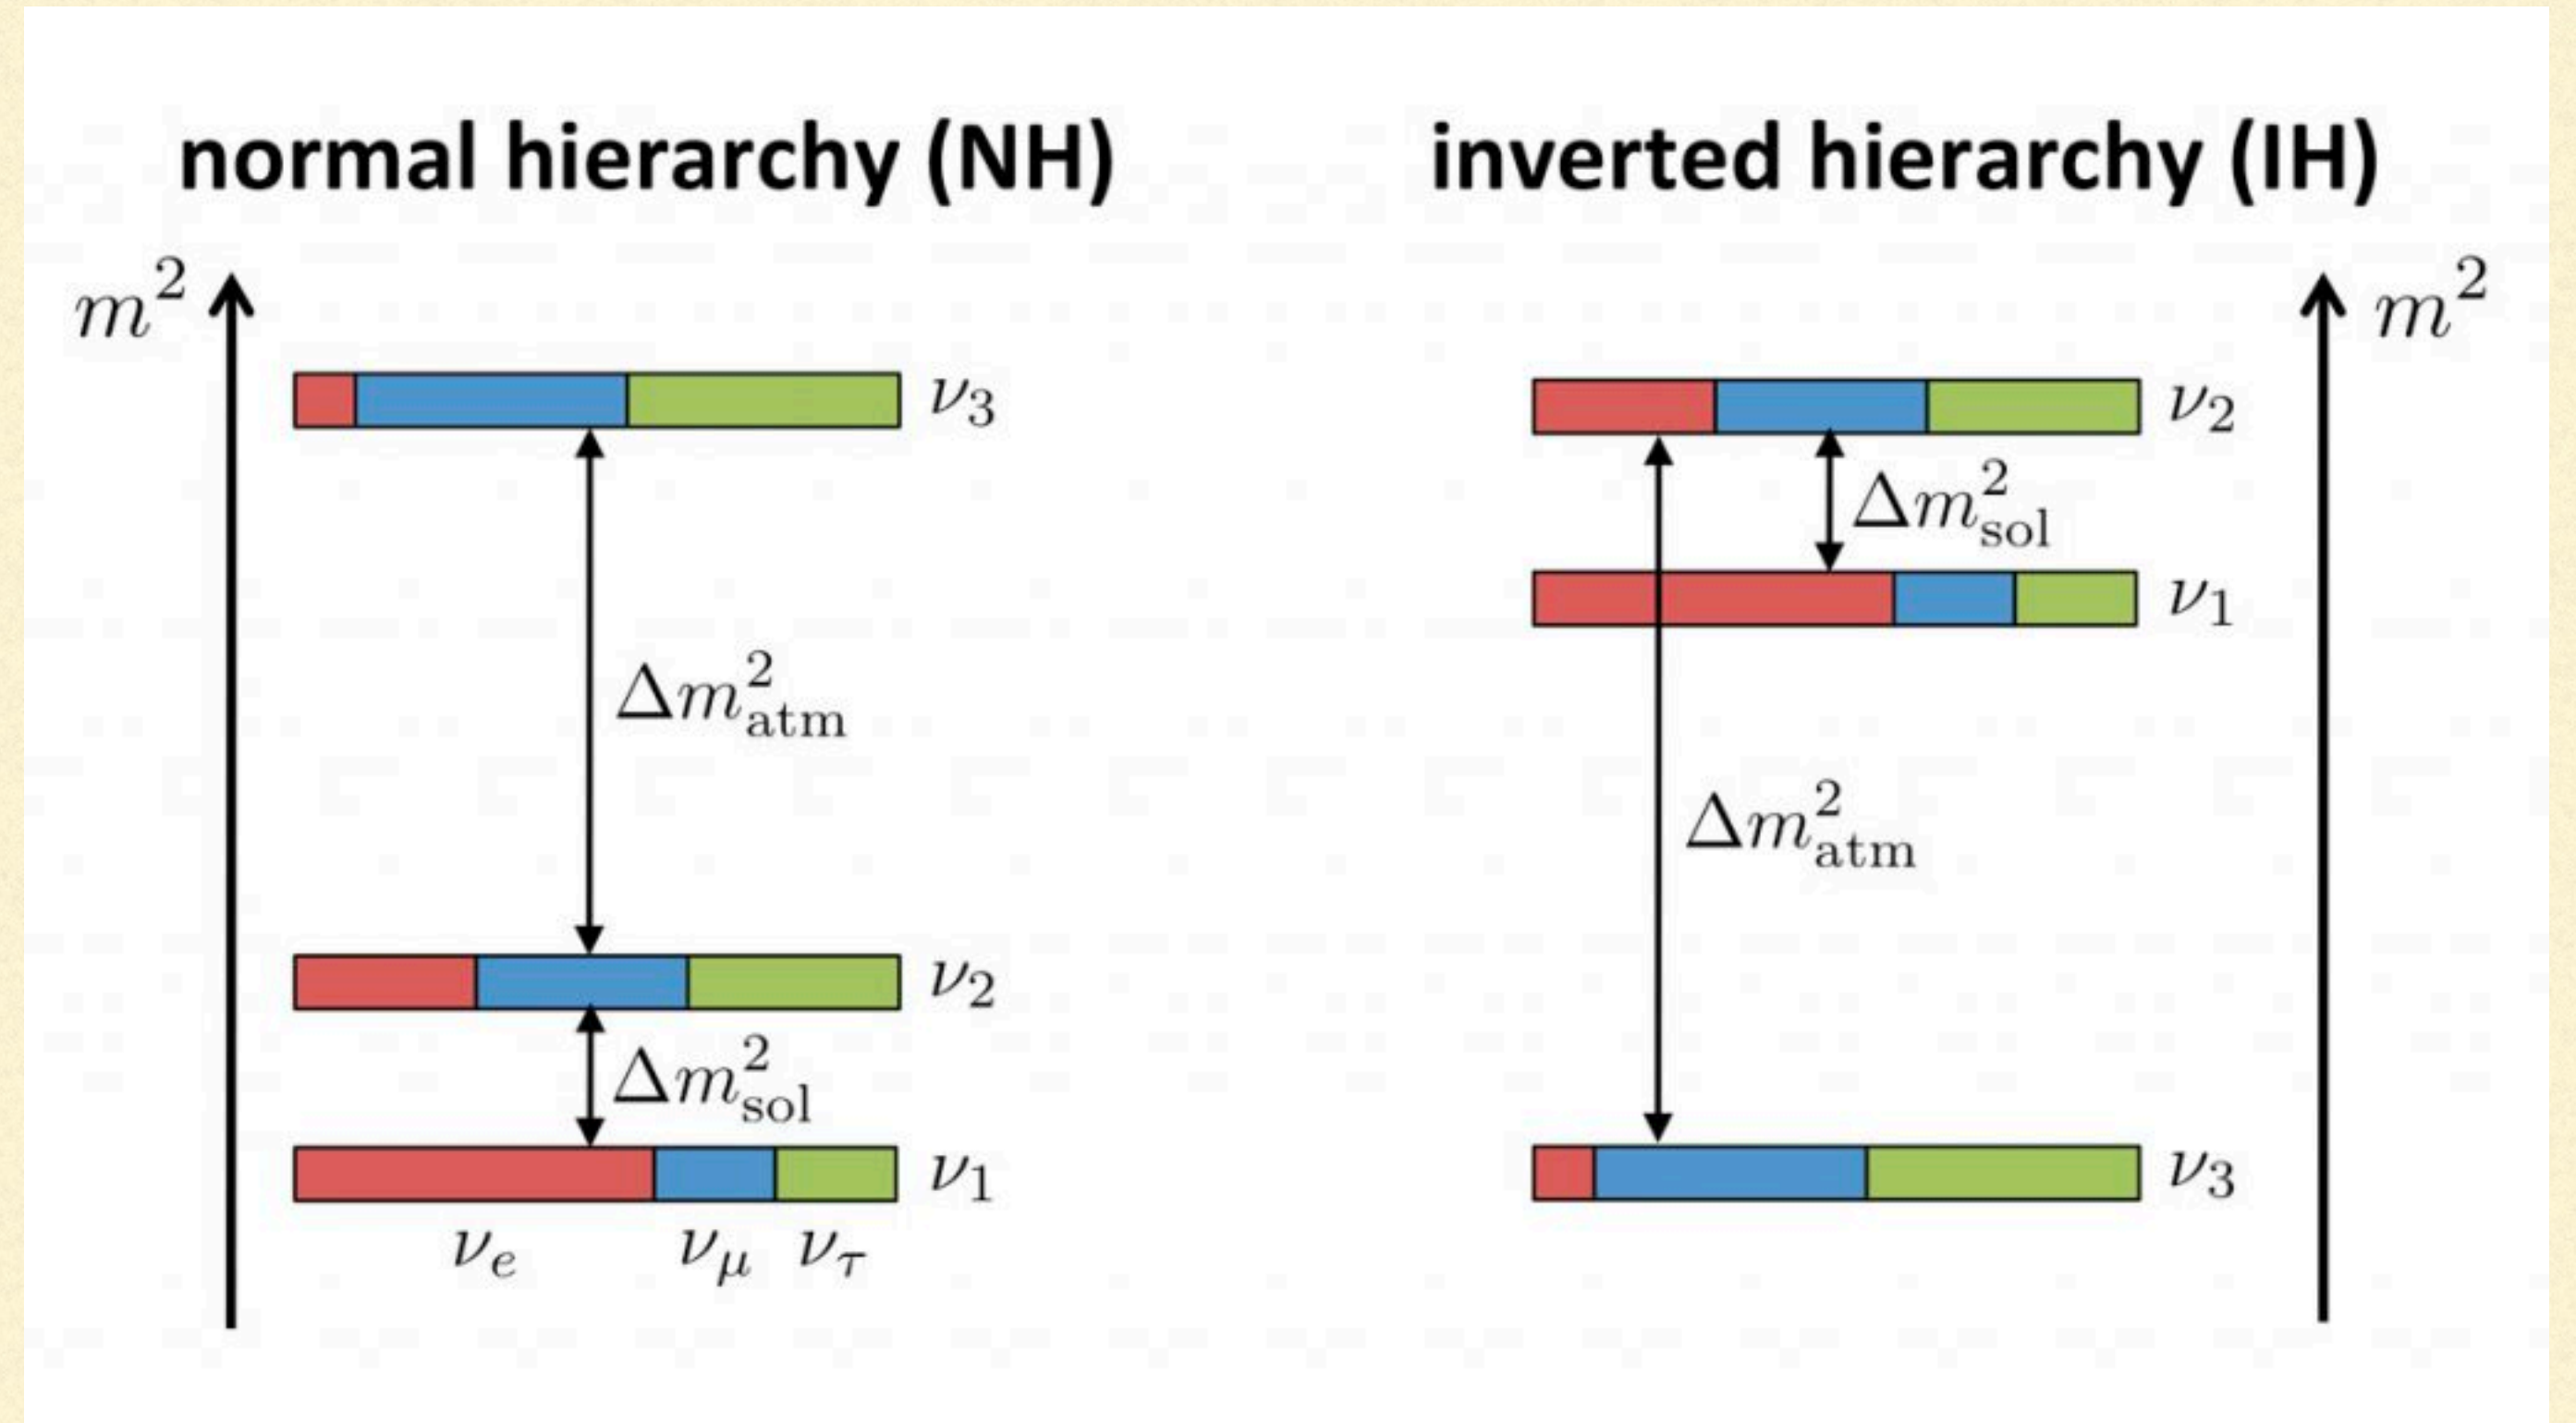 normal hierarchy (NH)
m²
ν₃
Δm²atm
ν₂
Δm²sol
ν₁
νe νμ ντ
inverted hierarchy (IH)
m²
ν₂
Δm²sol
ν₁
Δm²atm
ν₃